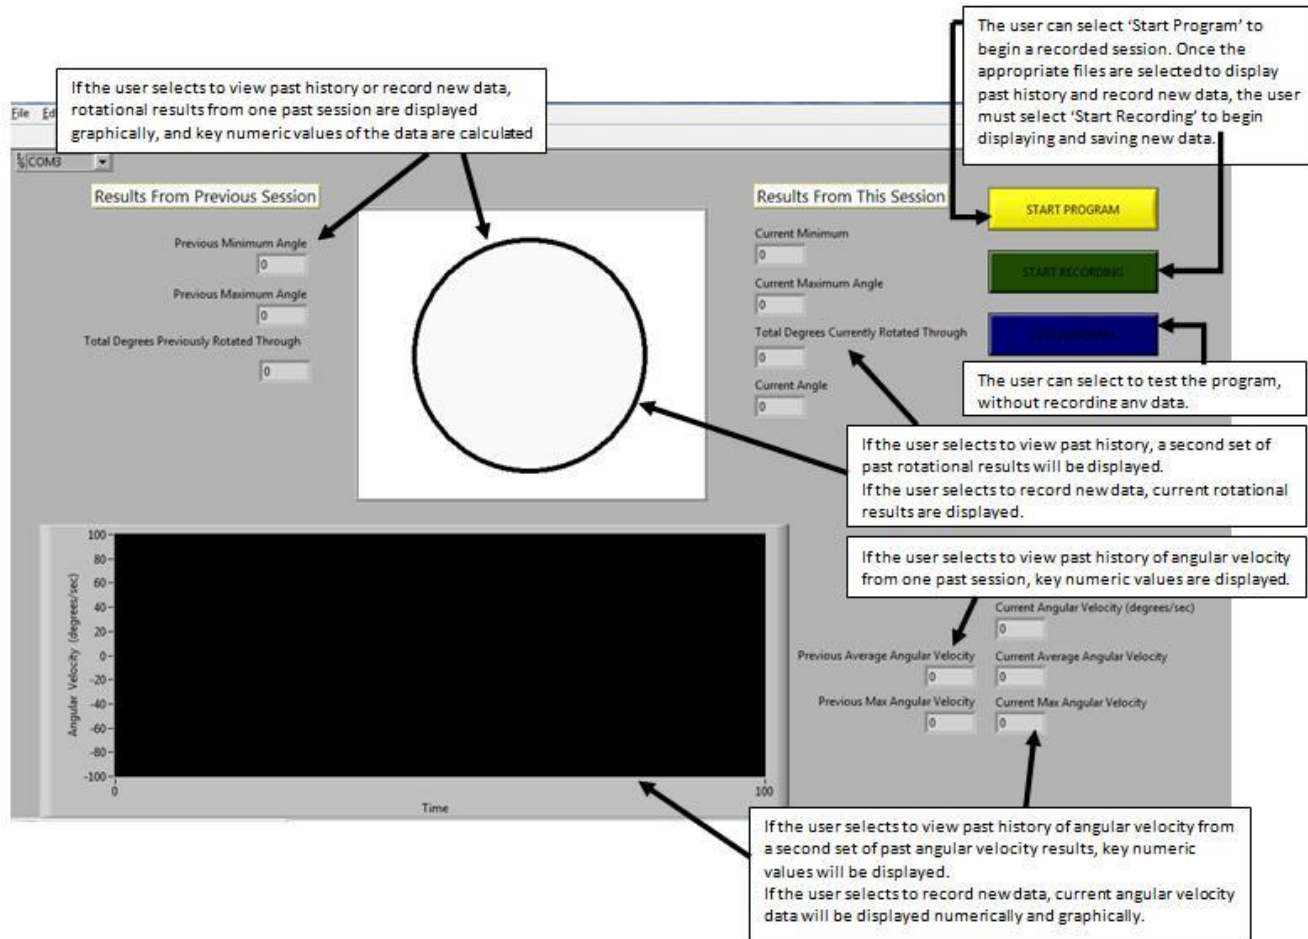 The user can select ‘Start Program’ to
begin a recorded session. Once the
appropriate files are selected to display
past history and record new data, the user
must select ‘Start Recording’ to begin
displaying and saving new data.
If the user selects to view past history or record new data,
rotational results from one past session are displayed
graphically, and key numeric values of the data are calculated
File
COM3
Results From Previous Session
Previous Minimum Angle
0
Previous Maximum Angle
0
Total Degrees Previously Rotated Through
0
Results From This Session
Current Minimum
0
Current Maximum Angle
0
Total Degrees Currently Rotated Through
0
Current Angle
0
START PROGRAM
START RECORDING
The user can select to test the program,
without recording any data.
If the user selects to view past history, a second set of
past rotational results will be displayed.
If the user selects to record new data, current rotational
results are displayed.
If the user selects to view past history of angular velocity
from one past session, key numeric values are displayed.
Current Angular Velocity (degrees/sec)
0
Previous Average Angular Velocity
0
Current Average Angular Velocity
0
Previous Max Angular Velocity
0
Current Max Angular Velocity
0
Angular Velocity (degrees/sec)
100
80
60
40
20
0
-20
-40
-60
-80
-100
0
100
Time
If the user selects to view past history of angular velocity from
a second set of past angular velocity results, key numeric
values will be displayed.
If the user selects to record new data, current angular velocity
data will be displayed numerically and graphically.